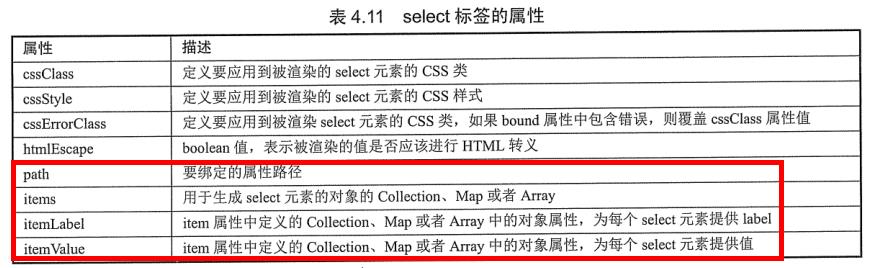 表 4.11 select 标签的属性
属性 描述
cssClass 定义要应用到被渲染的 select 元素的 CSS 类
cssStyle 定义要应用到被渲染的 select 元素的 CSS 样式
cssErrorClass 定义要应用到被渲染 select 元素的 CSS 类，如果 bound 属性中包含错误，则覆盖 cssClass 属性值
htmlEscape boolean 值，表示被渲染的值是否应该进行 HTML 转义
path 要绑定的属性路径
items 用于生成 select 元素的对象的 Collection、Map 或者 Array
itemLabel item 属性中定义的 Collection、Map 或者 Array 中的对象属性，为每个 select 元素提供 label
itemValue item 属性中定义的 Collection、Map 或者 Array 中的对象属性，为每个 select 元素提供值